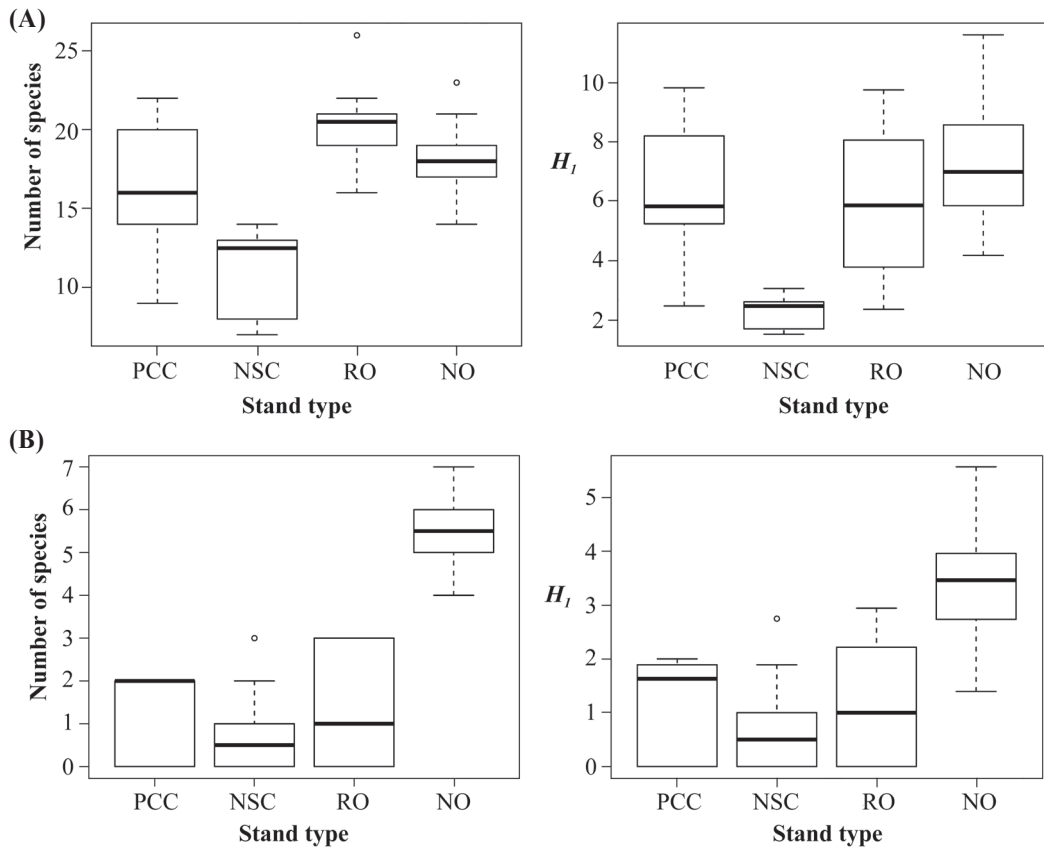 (A)
Number of species
25
20
15
10
PCC NSC RO NO
Stand type
H1
10
8
6
4
2
PCC NSC RO NO
Stand type
(B)
Number of species
7
6
5
4
3
2
1
0
PCC NSC RO NO
Stand type
H1
5
4
3
2
1
0
PCC NSC RO NO
Stand type